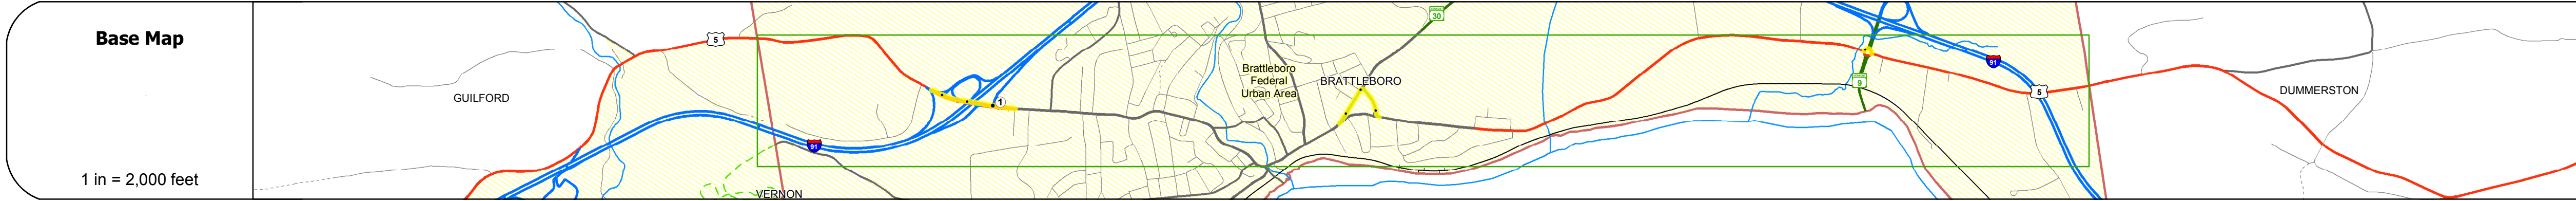 Base Map
1 in = 2,000 feet
GUILFORD
5
91
VERNON
1
Brattleboro
Federal
Urban Area
BRATTLEBORO
30
9
91
5
DUMMERSTON